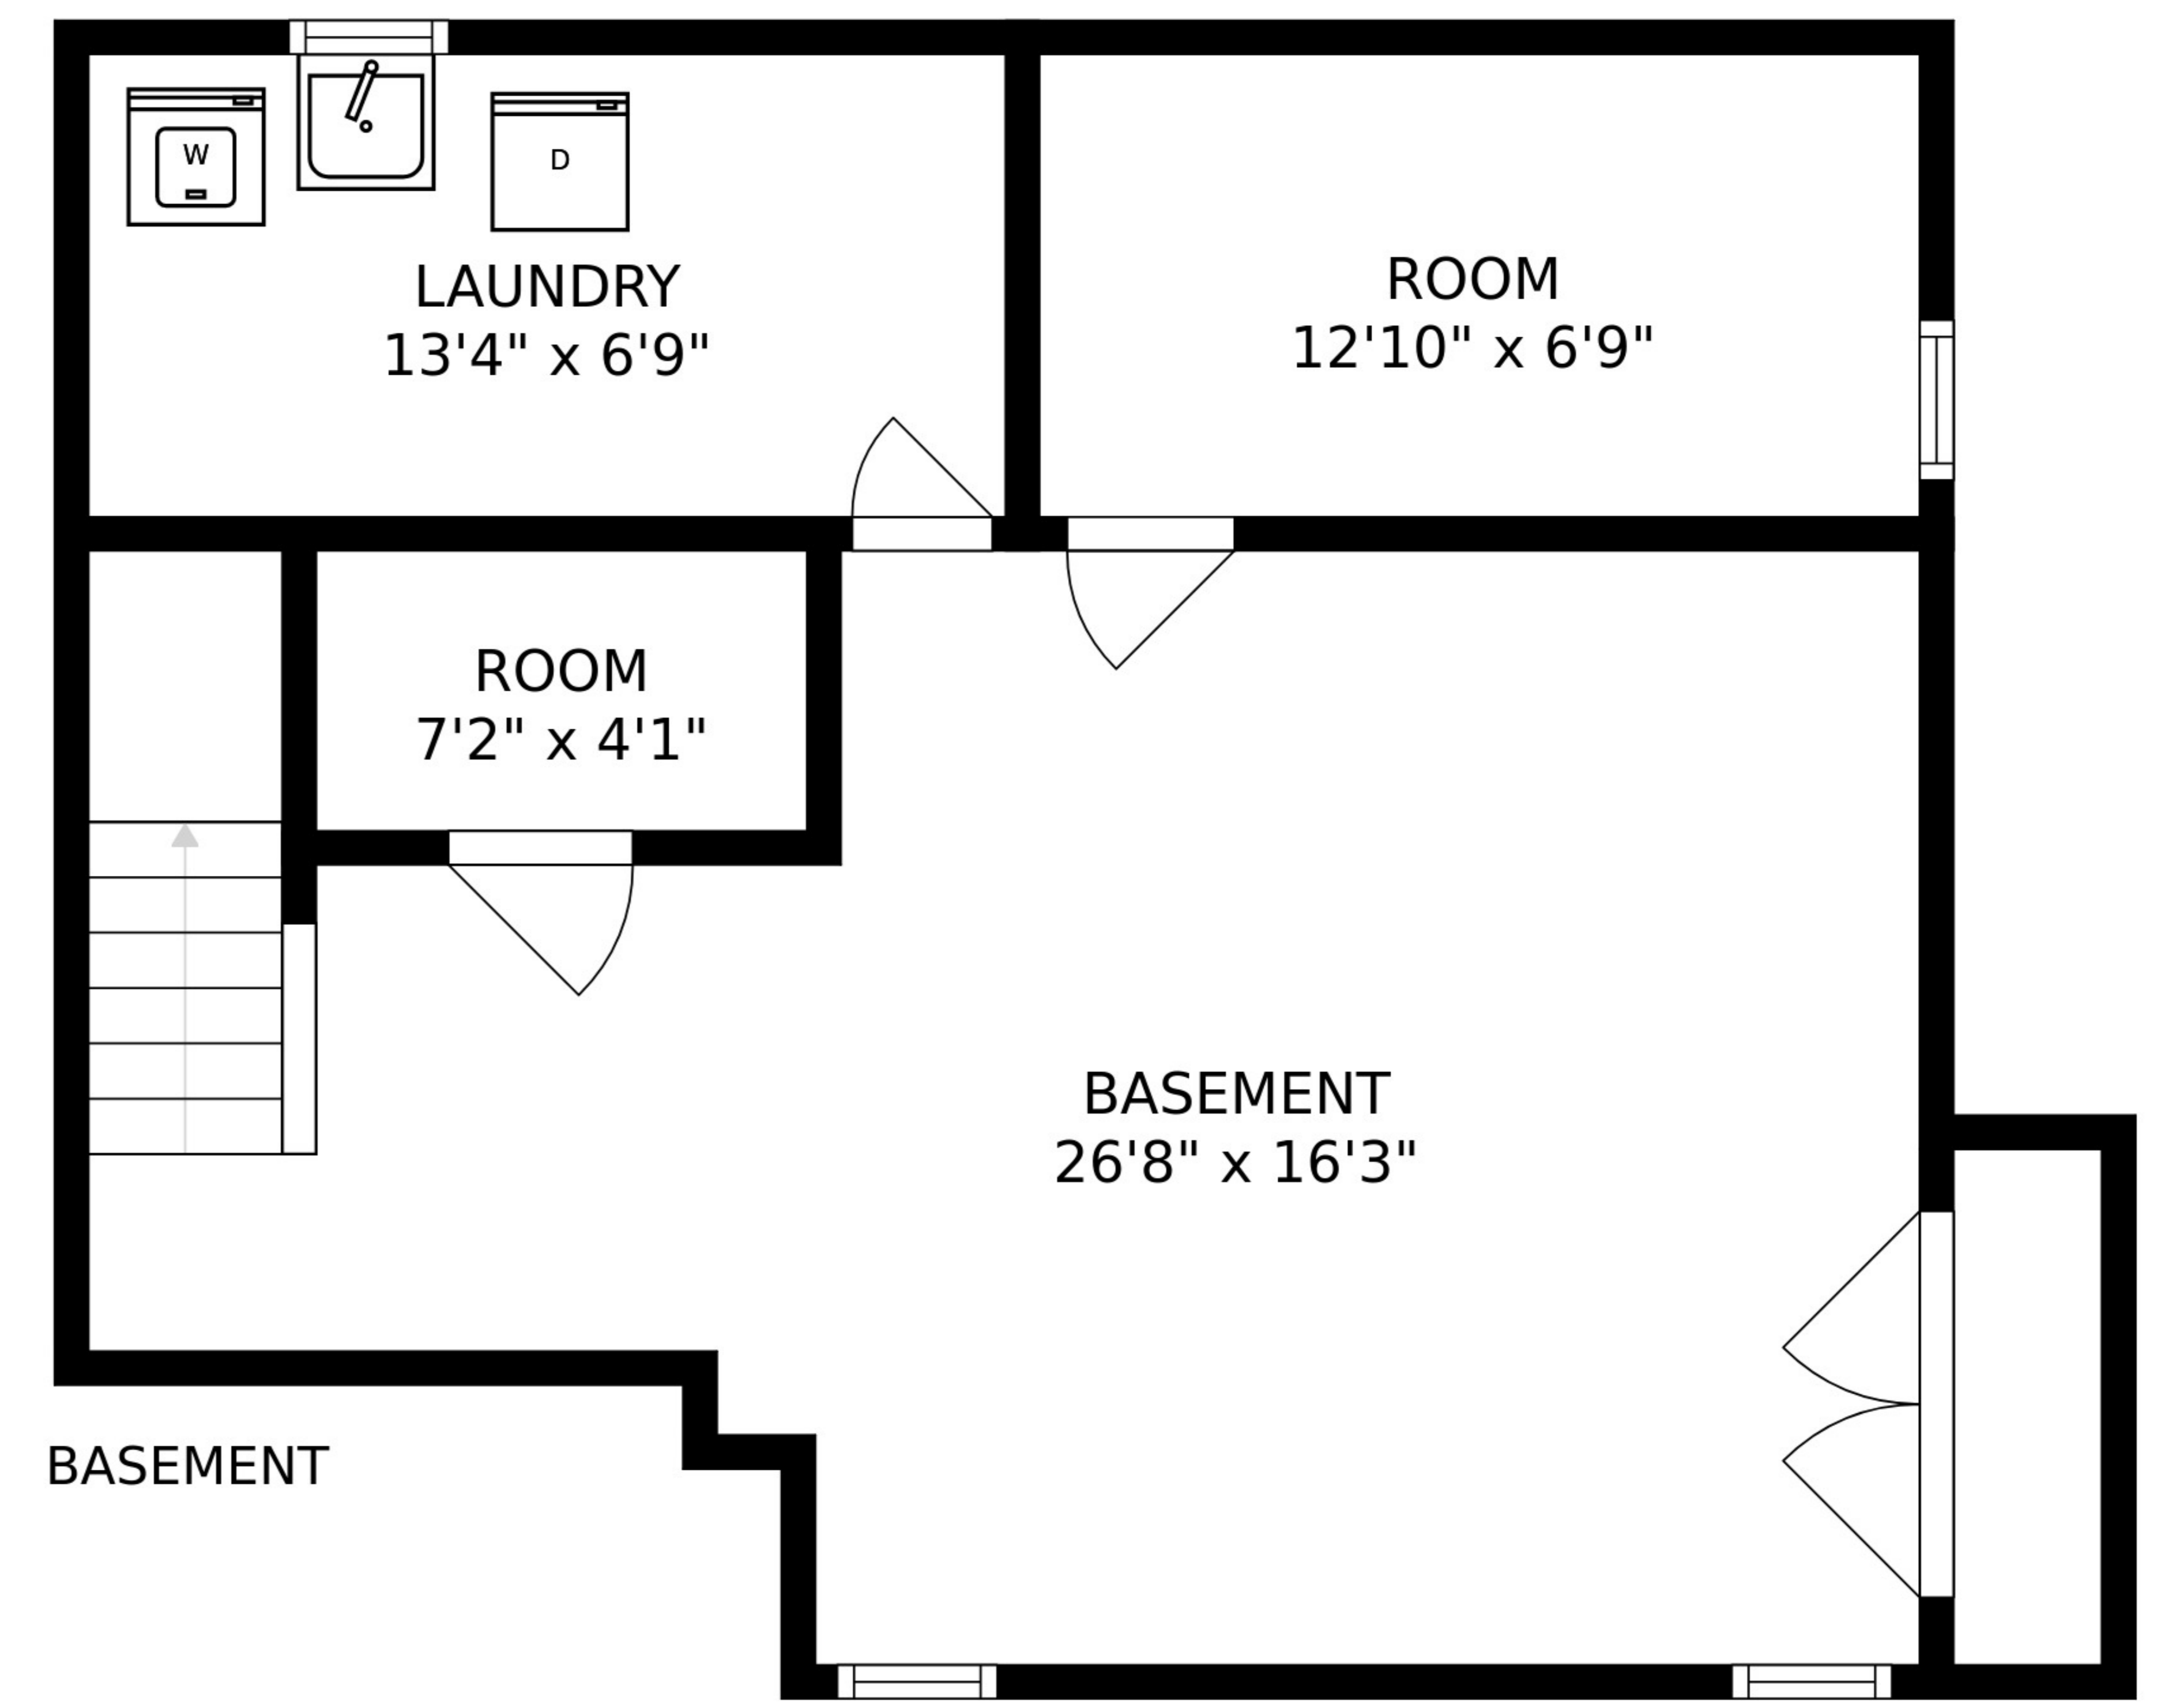 W
D
LAUNDRY
13'4" x 6'9"
ROOM
12'10" x 6'9"
ROOM
7'2" x 4'1"
BASEMENT
26'8" x 16'3"
BASEMENT